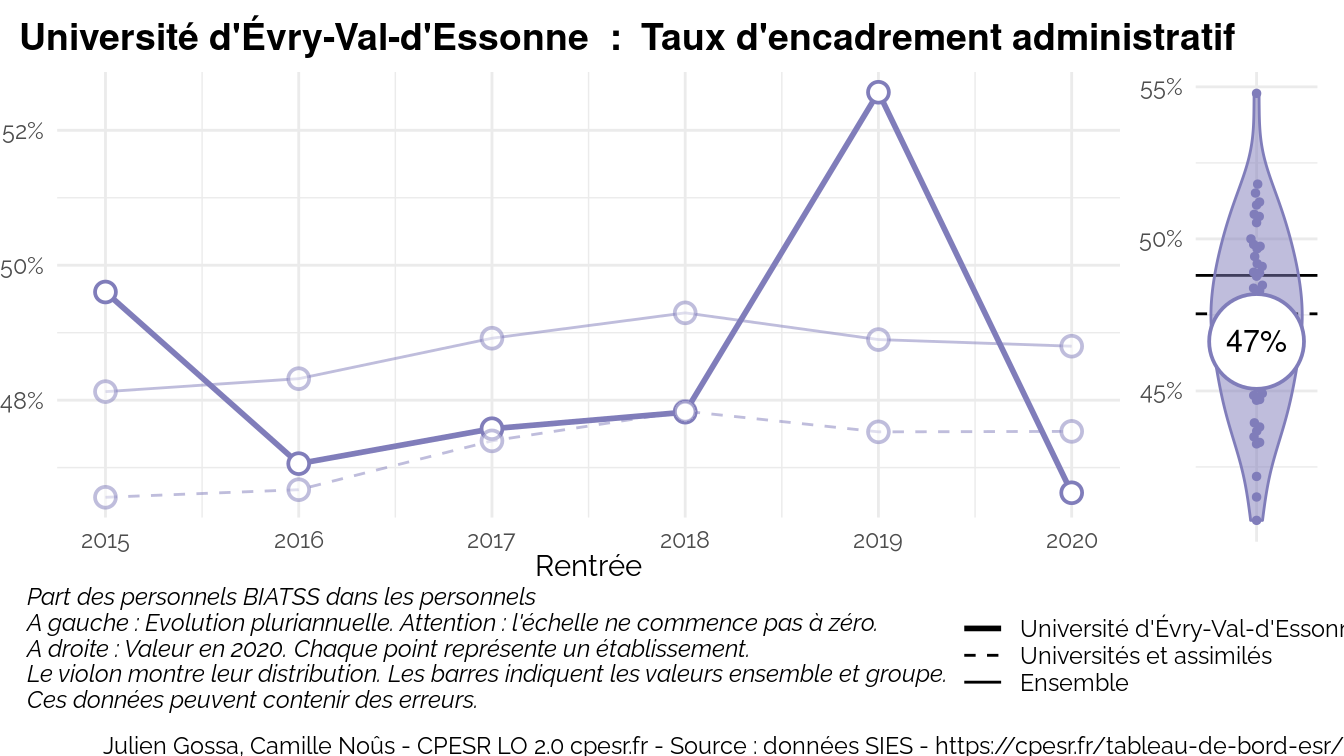 Université d'Évry-Val-d'Essonne : Taux d'encadrement administratif
52%
50%
48%
2015 2016 2017 2018 2019 2020
Rentrée
55%
50%
45%
47%
Part des personnels BIATSS dans les personnels
A gauche : Evolution pluriannuelle. Attention : l'échelle ne commence pas à zéro.
A droite : Valeur en 2020. Chaque point représente un établissement.
Le violon montre leur distribution. Les barres indiquent les valeurs ensemble et groupe.
Ces données peuvent contenir des erreurs.
Université d'Évry-Val-d'Essonn
Universités et assimilés
Ensemble
Julien Gossa, Camille Noûs - CPESR LO 2.0 cpesr.fr - Source : données SIES - https://cpesr.fr/tableau-de-bord-esr/